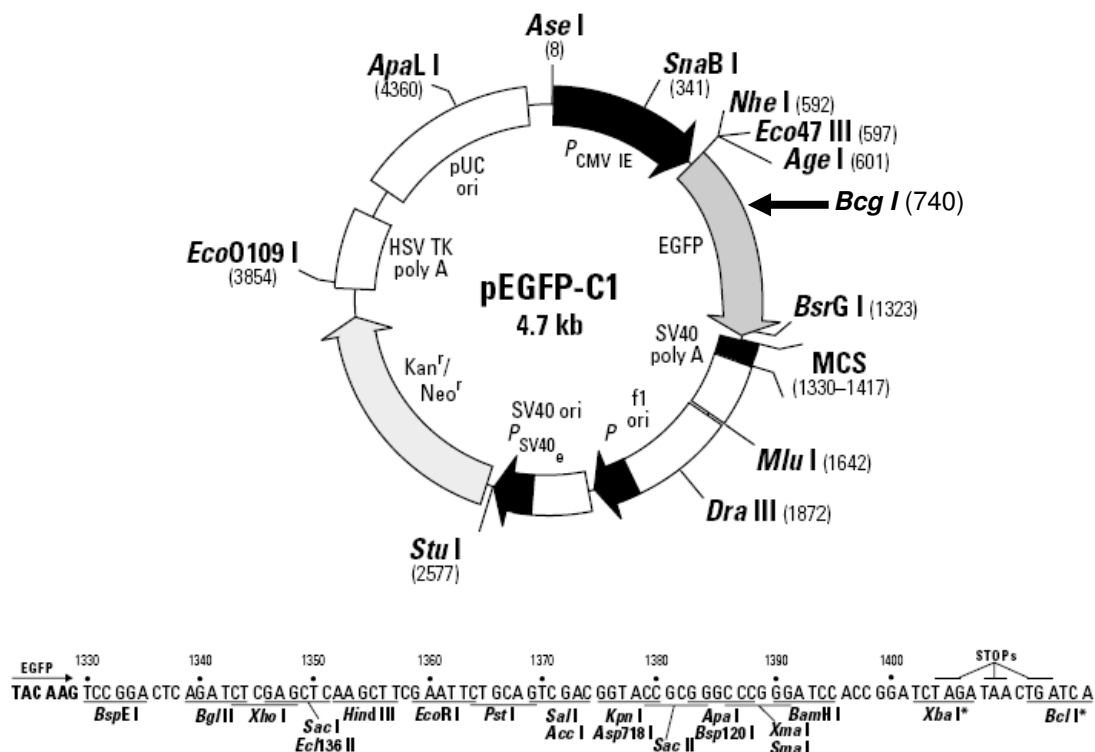 Ase I
(8)
ApaL I
(4360)
SnaB I
(341)
Nhe I (592)
Eco47 III (597)
Age I (601)
P CMV IE
pUC
ori
Bcg I (740)
EGFP
EcoO109 I
(3854)
HSV TK
poly A
pEGFP-C1
4.7 kb
BsrG I (1323)
SV40
poly A
MCS
(1330–1417)
Kanr/
Neor
SV40 ori
P SV40e
f1
ori
P
Mlu I (1642)
Dra III (1872)
Stu I
(2577)
EGFP 1330 1340 1350 1360 1370 1380 1390 1400 STOPs
TAC AAG TCC GGA CTC AGA TCT CGA GCT CAA GCT TCG AAT TCT GCA GTC GAC GGT ACC GCG GGC CCG GGA TCC ACC GGA TCT AGA TAA CTG ATC A
BspE I Bgl II Xho I Hind III EcoR I Pst I Sal I Kpn I Apa I BamH I Xba I* Bcl I*
Sac I Acc I Asp718 I Bsp120 I Xma I
Ecl136 II Sac II Sma I